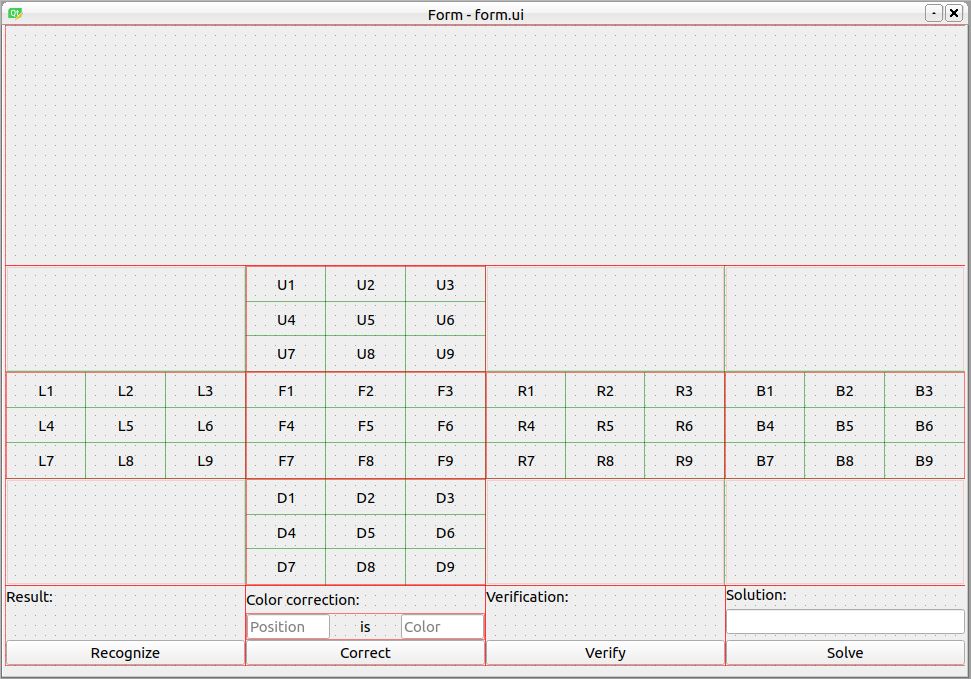 Form - form.ui
U1 U2 U3
U4 U5 U6
U7 U8 U9
L1 L2 L3 F1 F2 F3 R1 R2 R3 B1 B2 B3
L4 L5 L6 F4 F5 F6 R4 R5 R6 B4 B5 B6
L7 L8 L9 F7 F8 F9 R7 R8 R9 B7 B8 B9
D1 D2 D3
D4 D5 D6
D7 D8 D9
Result: Color correction: Verification: Solution:
Position is Color
Recognize Correct Verify Solve